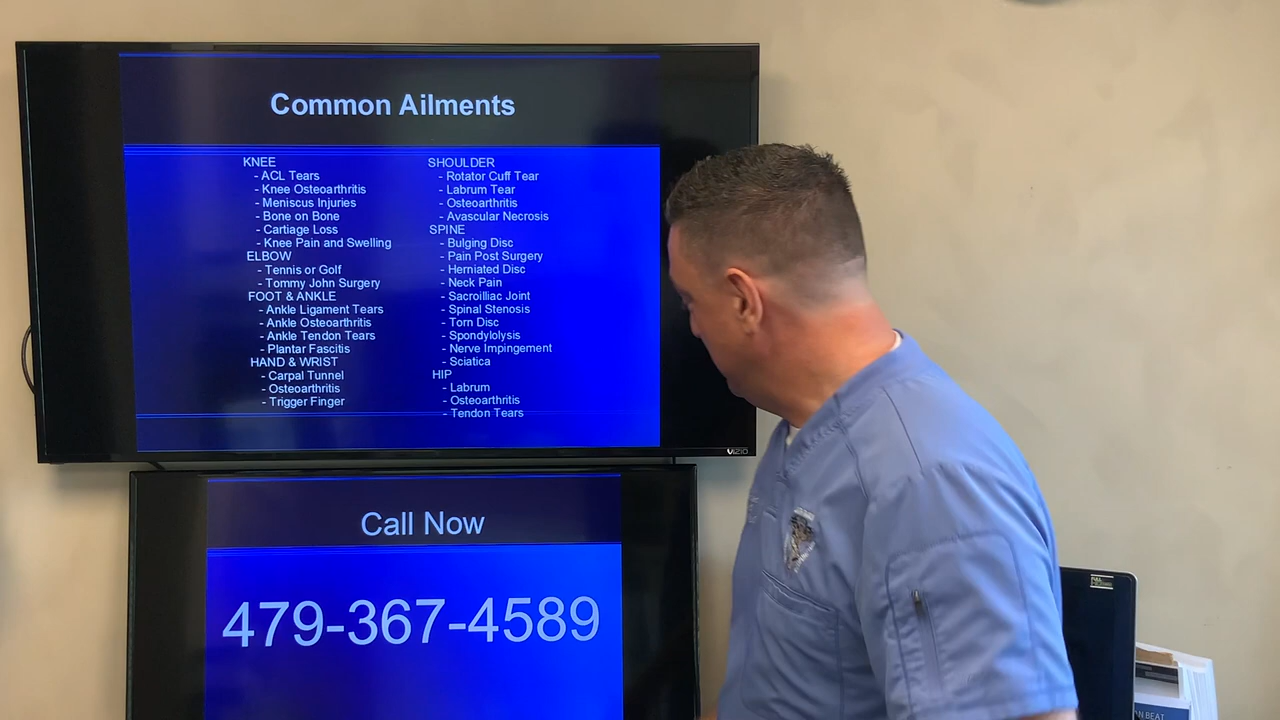 Common Ailments
KNEE
- ACL Tears
- Knee Osteoarthritis
- Meniscus Injuries
- Bone on Bone
- Cartiage Loss
- Knee Pain and Swelling
ELBOW
- Tennis or Golf
- Tommy John Surgery
FOOT & ANKLE
- Ankle Ligament Tears
- Ankle Osteoarthritis
- Ankle Tendon Tears
- Plantar Fascitis
HAND & WRIST
- Carpal Tunnel
- Osteoarthritis
- Trigger Finger
SHOULDER
- Rotator Cuff Tear
- Labrum Tear
- Osteoarthritis
- Avascular Necrosis
SPINE
- Bulging Disc
- Pain Post Surgery
- Herniated Disc
- Neck Pain
- Sacroilliac Joint
- Spinal Stenosis
- Torn Disc
- Spondylolysis
- Nerve Impingement
- Sciatica
HIP
- Labrum
- Osteoarthritis
- Tendon Tears
VIZIO
Call Now
479-367-4589
BEAT